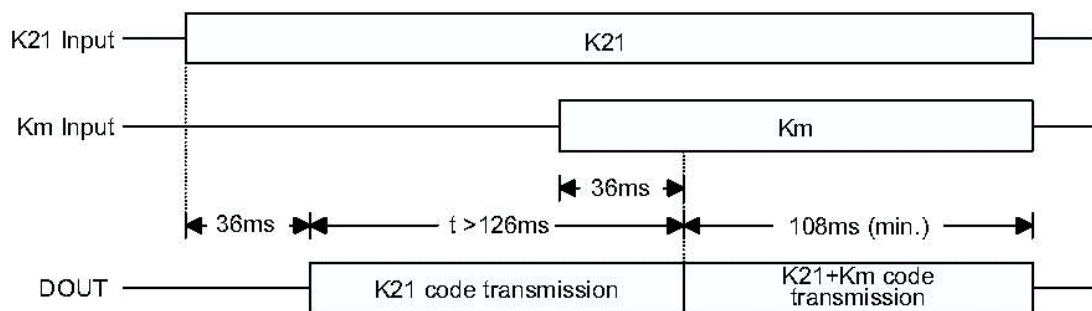 K21 Input
K21
Km Input
Km
36ms
36ms
t >126ms
108ms (min.)
DOUT
K21 code transmission
K21+Km code
transmission